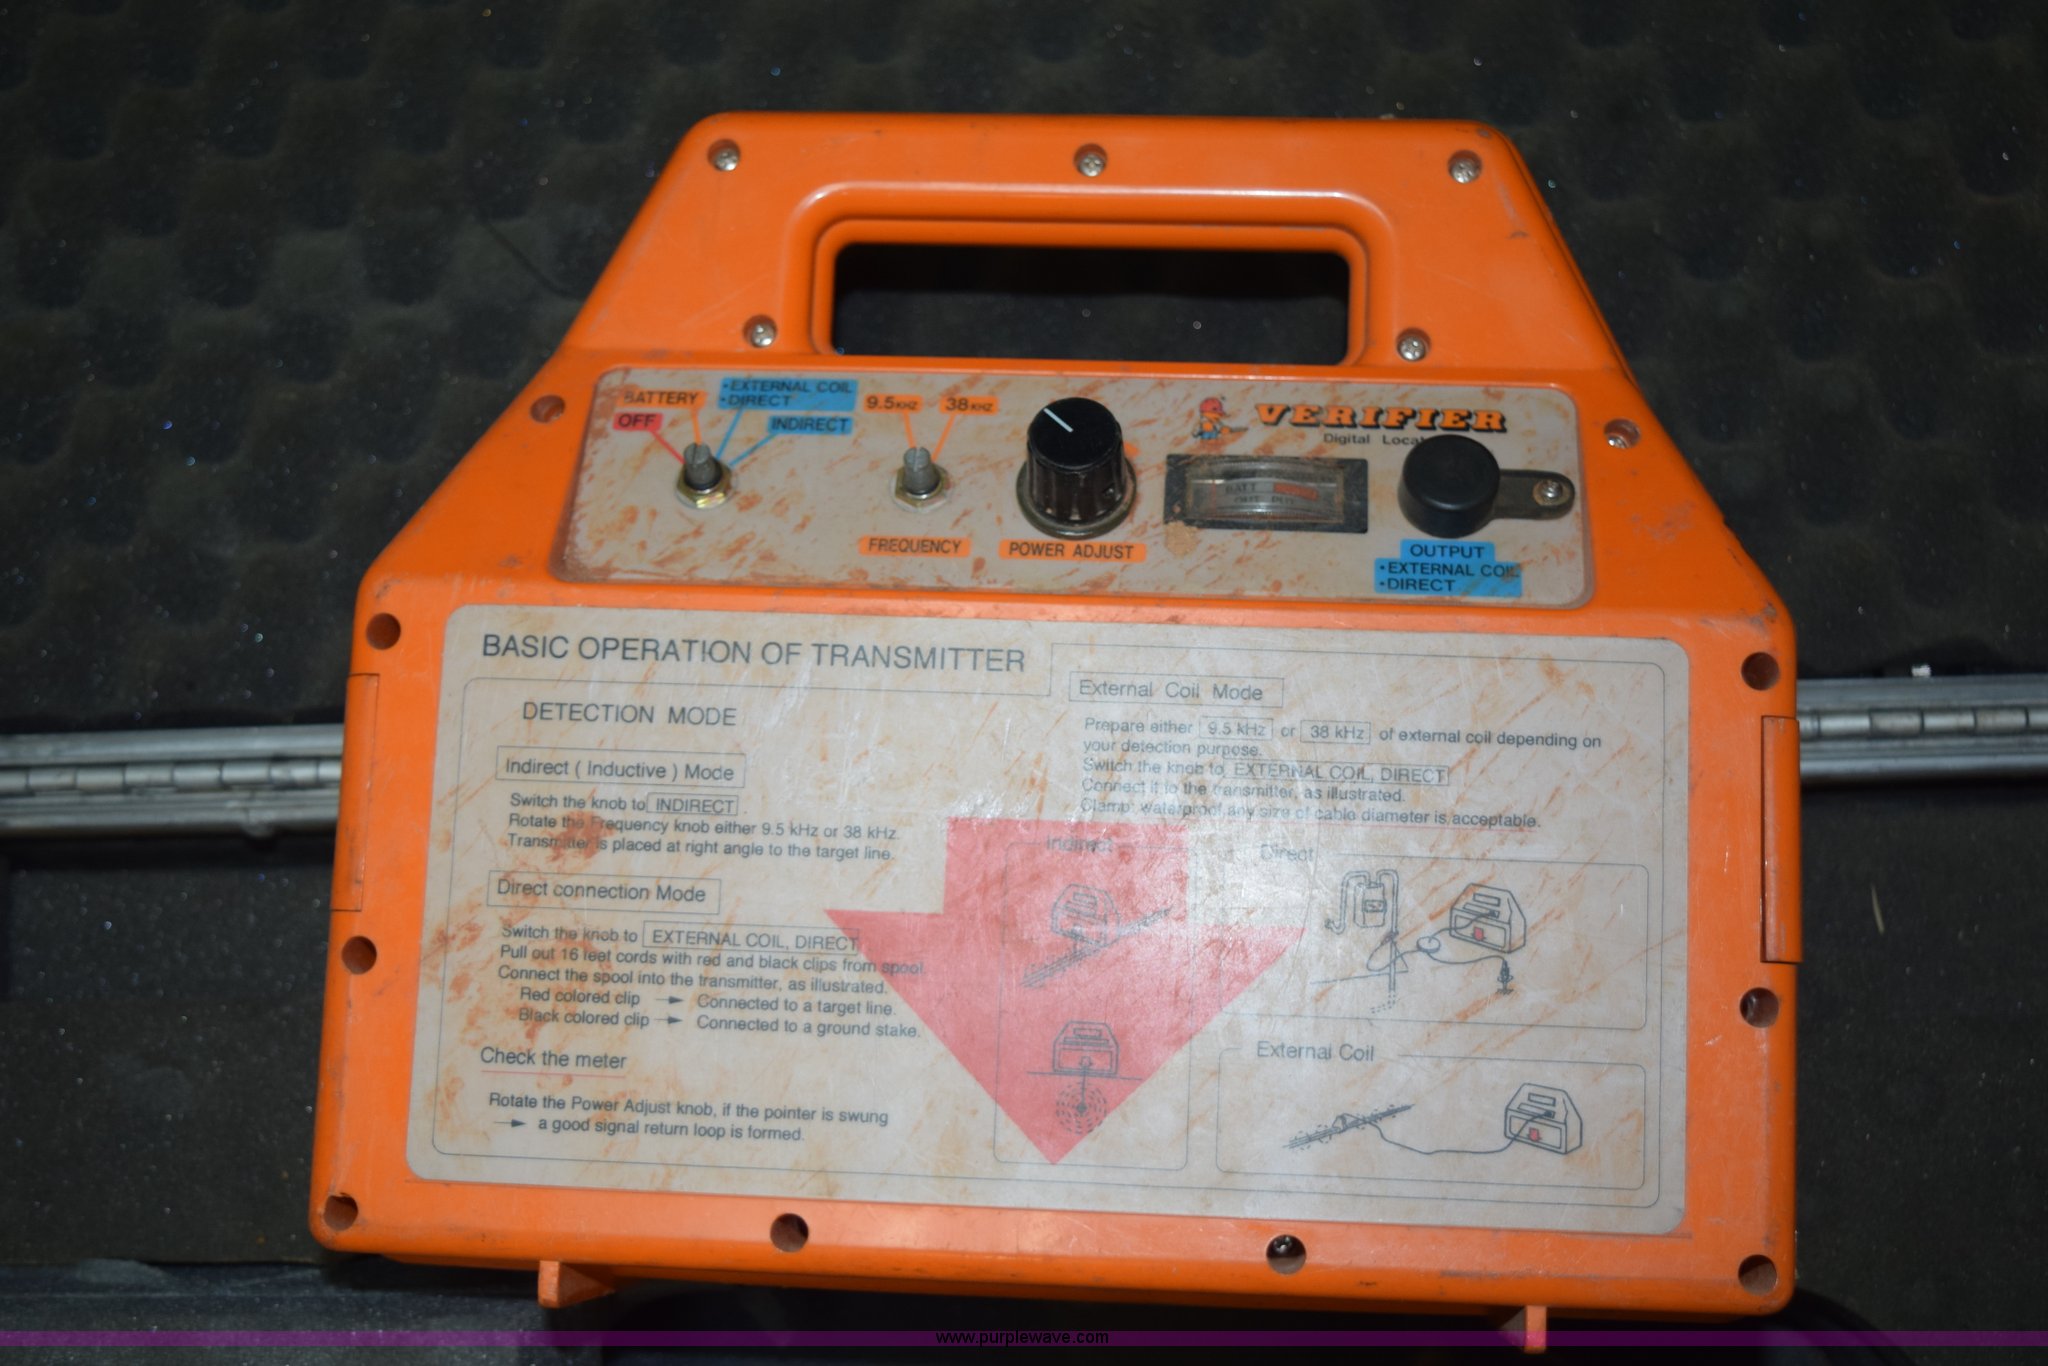 BATTERY
OFF
•EXTERNAL COIL
•DIRECT
INDIRECT
9.5KHZ
38KHZ
FREQUENCY
POWER ADJUST
VERIFIER
Digital
BATT
OUT PUT
OUTPUT
•EXTERNAL COIL
•DIRECT
BASIC OPERATION OF TRANSMITTER
DETECTION MODE
Indirect ( Inductive ) Mode
Switch the knob to INDIRECT .
Rotate the Frequency knob either 9.5 kHz or 38 kHz.
Transmitter is placed at right angle to the target line.
Direct connection Mode
Switch the knob to EXTERNAL COIL, DIRECT
Pull out 16 feet cords with red and black clips from spool.
Connect the spool into the transmitter, as illustrated.
Red colored clip → Connected to a target line.
Black colored clip → Connected to a ground stake.
Check the meter
Rotate the Power Adjust knob, if the pointer is swung
→ a good signal return loop is formed.
External Coil Mode
Prepare either 9.5 kHz or 38 kHz of external coil depending on
your detection purpose.
Switch the knob to EXTERNAL COIL, DIRECT
Connect it to the transmitter, as illustrated.
Clamp: waterproof any size of cable diameter is acceptable.
Indirect
Direct
External Coil
www.purplewave.com